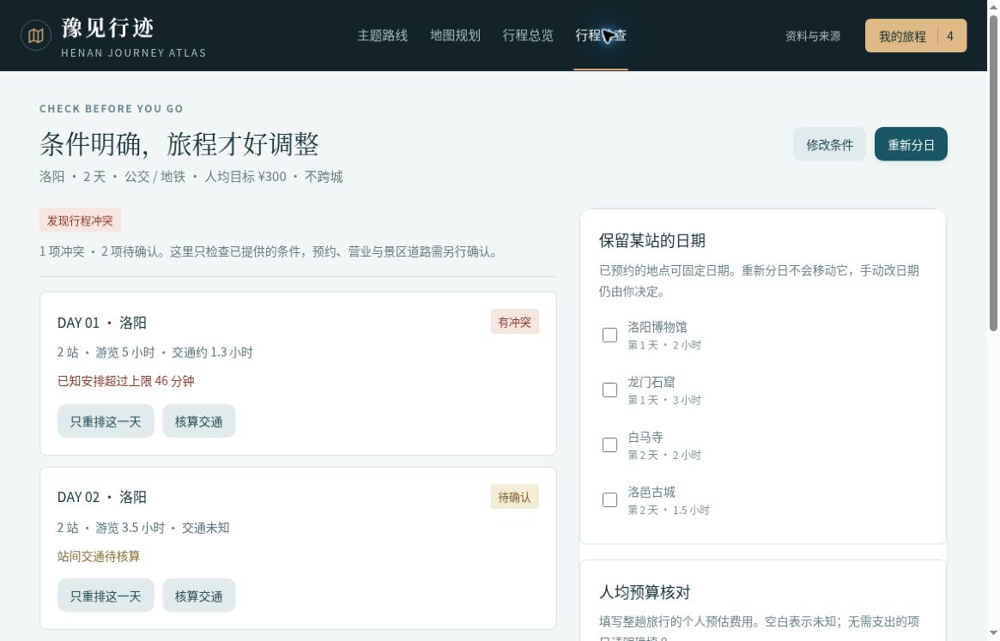 豫见行迹
HENAN JOURNEY ATLAS
主题路线
地图规划
行程总览
行程 查
资料与来源
我的旅程 4
CHECK BEFORE YOU GO
条件明确，旅程才好调整
洛阳 · 2 天 · 公交 / 地铁 · 人均目标 ¥300 · 不跨城
修改条件
重新分日
发现行程冲突
1 项冲突 · 2 项待确认。这里只检查已提供的条件，预约、营业与景区道路需另行确认。
DAY 01 · 洛阳
有冲突
2 站 · 游览 5 小时 · 交通约 1.3 小时
已知安排超过上限 46 分钟
只重排这一天
核算交通
DAY 02 · 洛阳
待确认
2 站 · 游览 3.5 小时 · 交通未知
站间交通待核算
只重排这一天
核算交通
保留某站的日期
已预约的地点可固定日期。重新分日不会移动它，手动改日期
仍由你决定。
洛阳博物馆
第 1 天 · 2 小时
龙门石窟
第 1 天 · 3 小时
白马寺
第 2 天 · 2 小时
洛邑古城
第 2 天 · 1.5 小时
人均预算核对
填写整趟旅行的个人预估费用。空白表示未知；无需支出的项